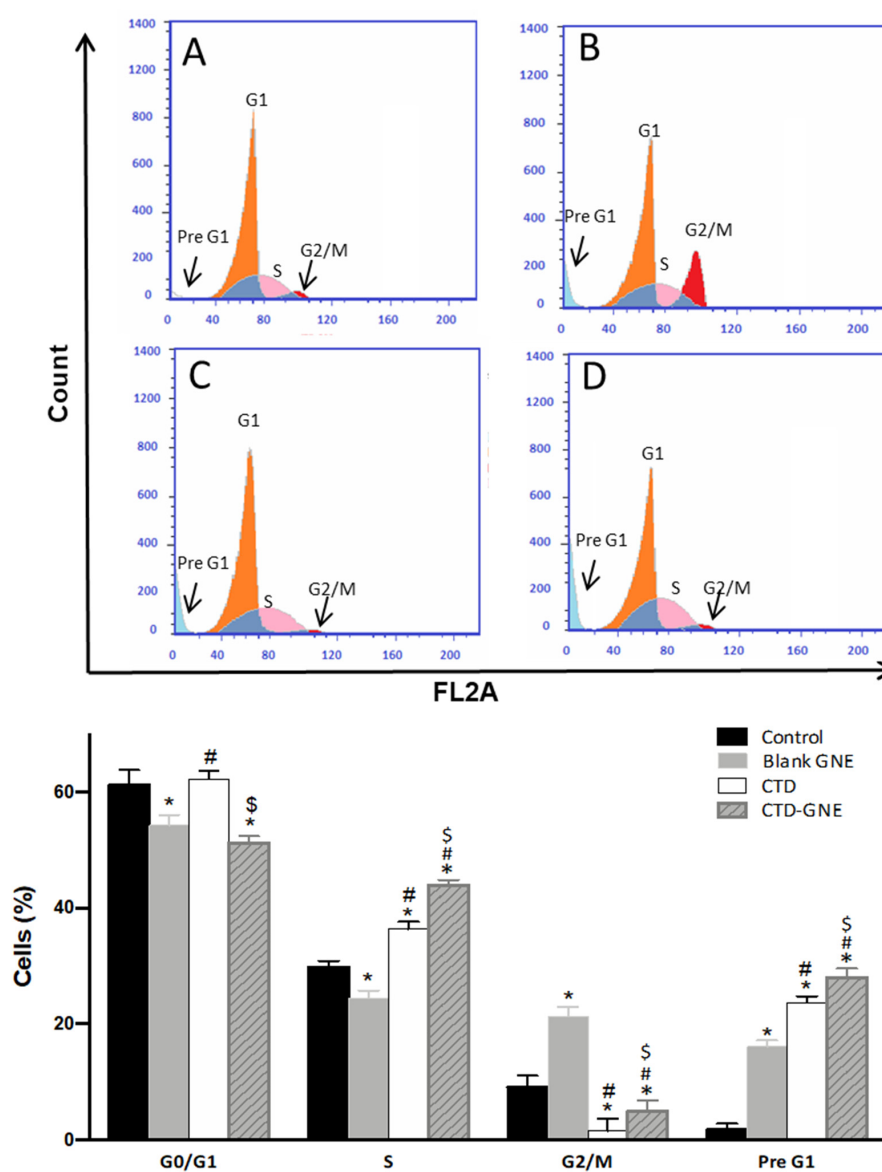 A
1400
1200
1000
800
600
400
200
0
G1
Pre G1
S
G2/M
0 40 80 120 160 200
B
1400
1200
1000
800
600
400
200
0
G1
Pre G1
S
G2/M
0 40 80 120 160 200
C
1400
1200
1000
800
600
400
200
0
G1
Pre G1
S
G2/M
0 40 80 120 160 200
D
1400
1200
1000
800
600
400
200
0
G1
Pre G1
S
G2/M
0 40 80 120 160 200
Count
FL2A
Control
Blank GNE
CTD
CTD-GNE
Cells (%)
60
40
20
0
* # $ *
* # * $ # *
* # * $ # *
* # * $ # *
G0/G1 S G2/M Pre G1